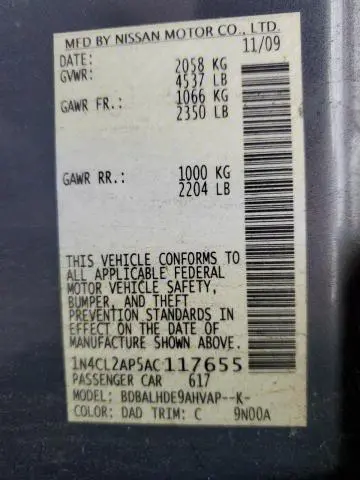 MFD BY NISSAN MOTOR CO., LTD.
DATE: 11/09
GVWR: 2058 KG
4537 LB
GAWR FR.: 1066 KG
2350 LB
GAWR RR.: 1000 KG
2204 LB
THIS VEHICLE CONFORMS TO
ALL APPLICABLE FEDERAL
MOTOR VEHICLE SAFETY,
BUMPER, AND THEFT
PREVENTION STANDARDS IN
EFFECT ON THE DATE OF
MANUFACTURE SHOWN ABOVE.
1N4CL2AP5AC117655
PASSENGER CAR 617
MODEL: BDBALHDE9AHVAP--K-
COLOR: DAD TRIM: C 9N00A